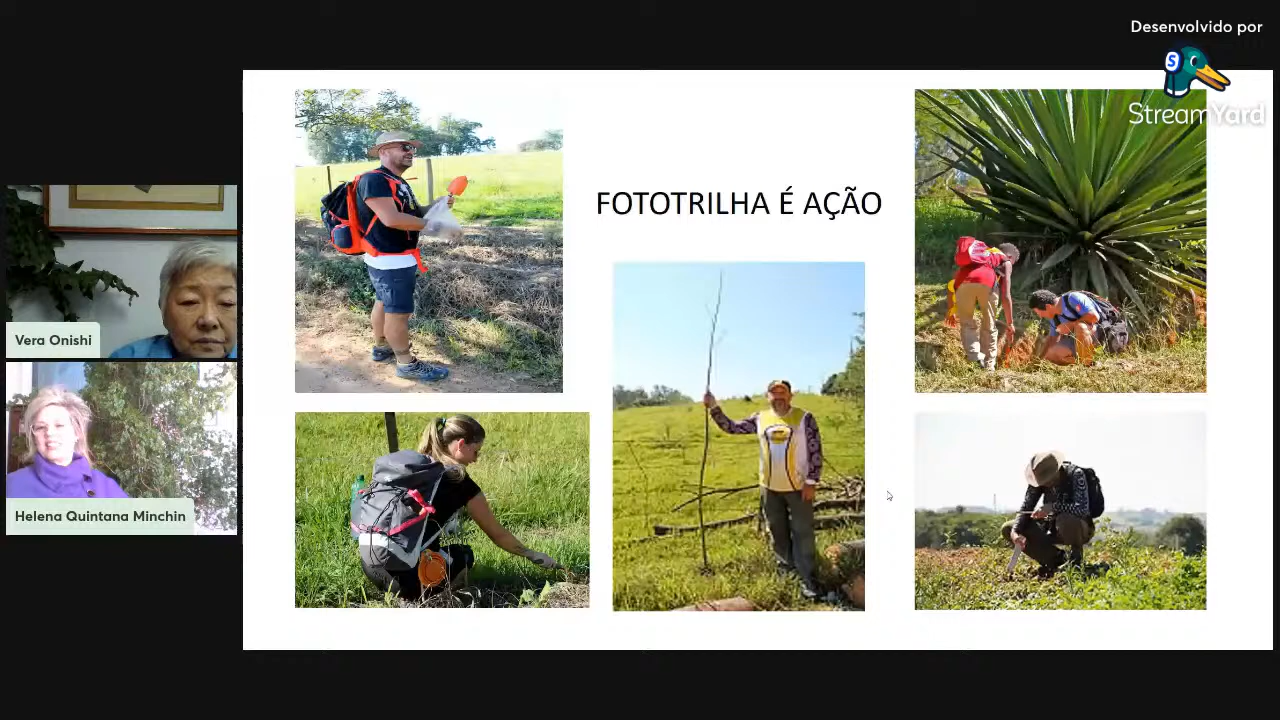 Desenvolvido por
StreamYard
FOTOTRILHA É AÇÃO
Vera Onishi
Helena Quintana Minchin